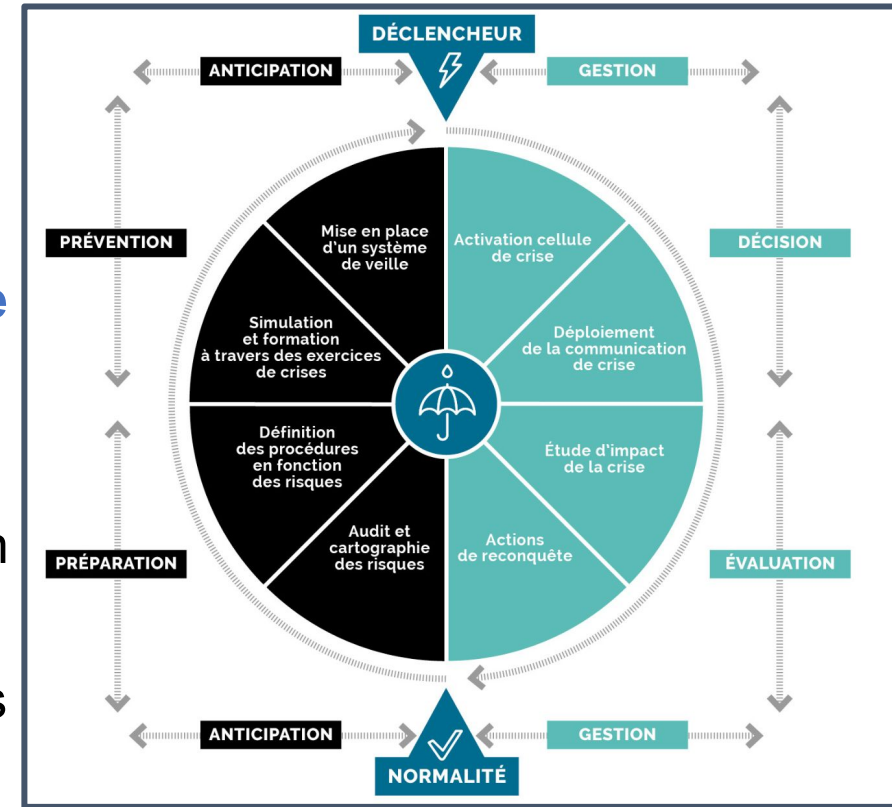 DÉCLENCHEUR
ANTICIPATION
GESTION
PRÉVENTION
DÉCISION
Mise en place
d'un système
de veille
Activation cellule
de crise
Simulation
et formation
à travers des exercices
de crises
Déploiement
de la communication
de crise
Définition
des procédures
en fonction
des risques
Étude d'impact
de la crise
Audit et
cartographie
des risques
Actions
de reconquête
PRÉPARATION
ÉVALUATION
ANTICIPATION
GESTION
NORMALITÉ